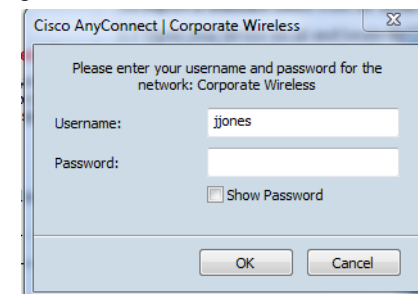 Cisco AnyConnect | Corporate Wireless
Please enter your username and password for the
network: Corporate Wireless
Username:
jjones
Password:
Show Password
OK
Cancel